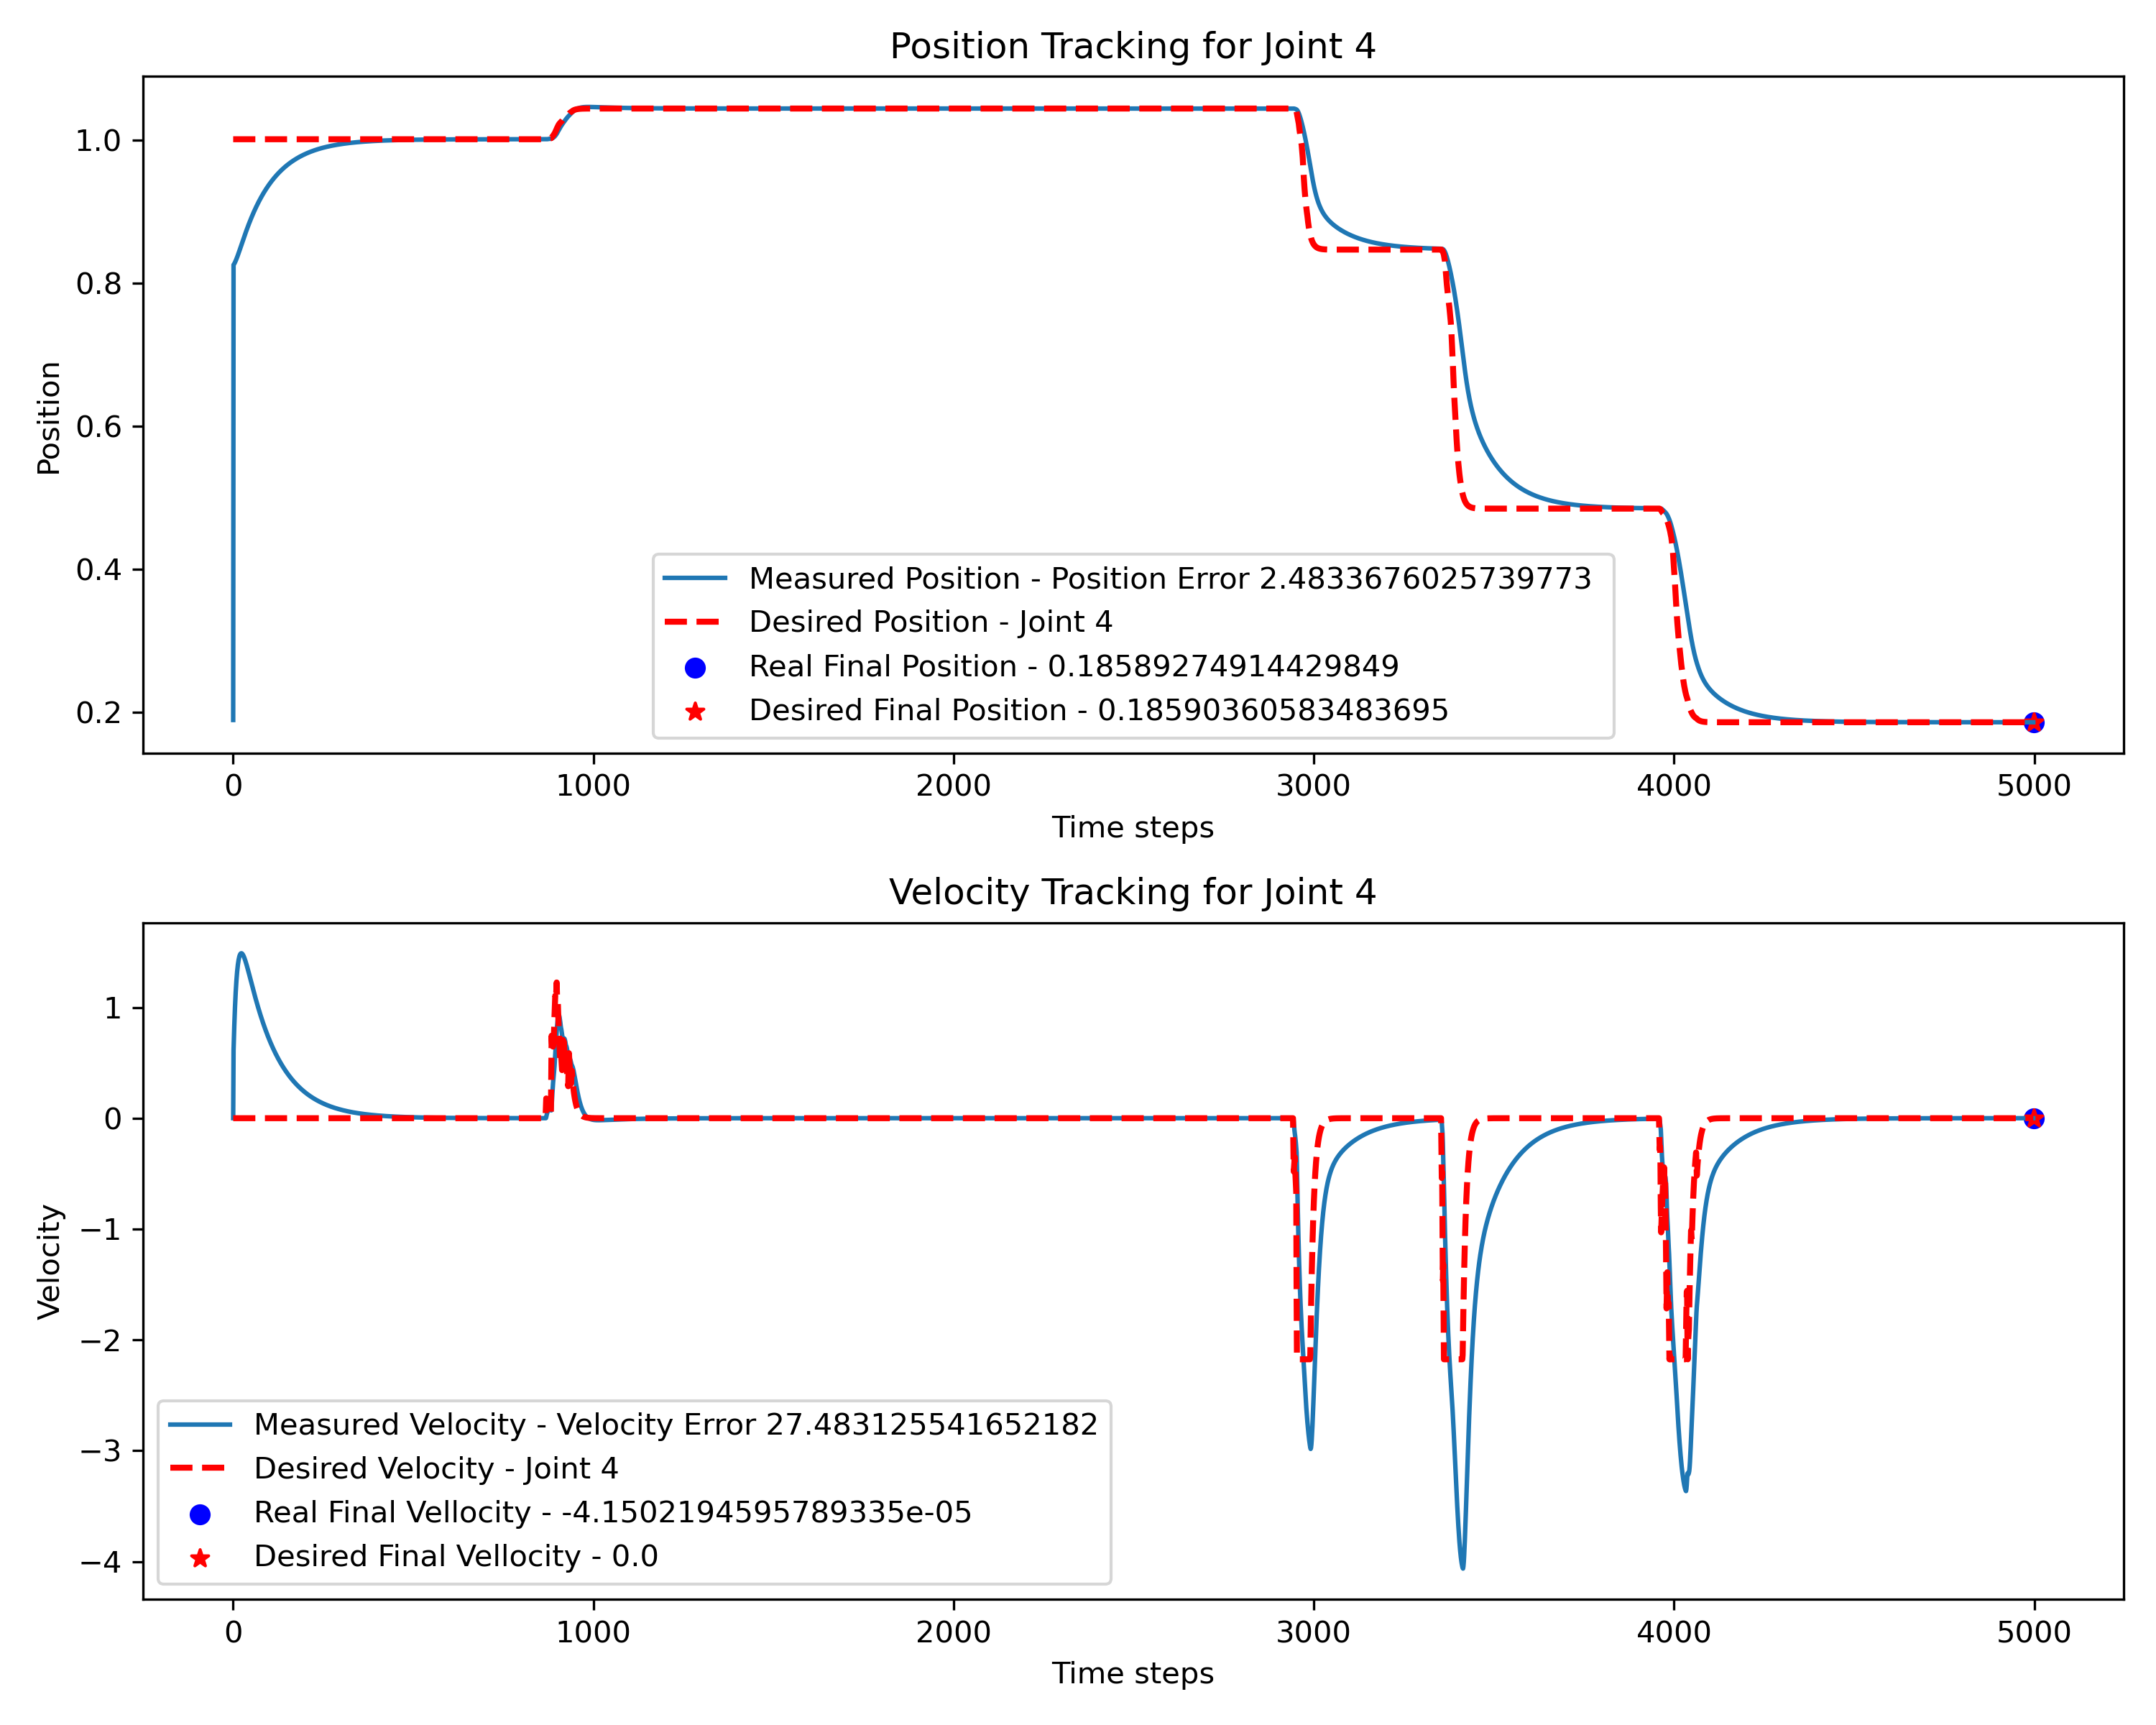 Position Tracking for Joint 4
1.0
0.8
0.6
0.4
0.2
Position
Measured Position - Position Error 2.4833676025739773
Desired Position - Joint 4
Real Final Position - 0.18589274914429849
Desired Final Position - 0.18590360583483695
0 1000 2000 3000 4000 5000
Time steps
Velocity Tracking for Joint 4
1
0
−1
−2
−3
−4
Velocity
Measured Velocity - Velocity Error 27.483125541652182
Desired Velocity - Joint 4
Real Final Vellocity - -4.1502194595789335e-05
Desired Final Vellocity - 0.0
0 1000 2000 3000 4000 5000
Time steps